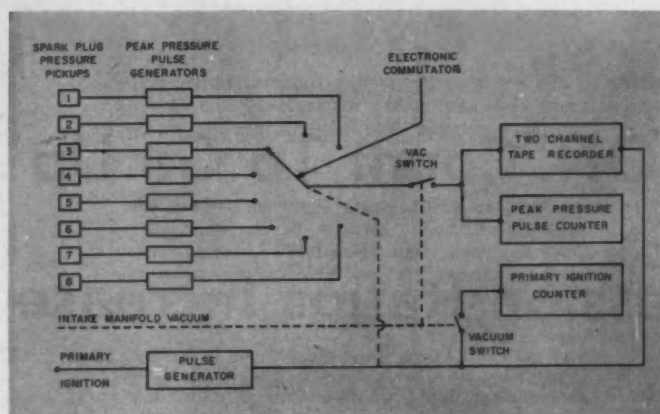 SPARK PLUG
PRESSURE
PICKUPS
PEAK PRESSURE
PULSE
GENERATORS
ELECTRONIC
COMMUTATOR
1
2
3
4
5
6
7
8
VAC
SWITCH
TWO CHANNEL
TAPE RECORDER
PEAK PRESSURE
PULSE COUNTER
PRIMARY IGNITION
COUNTER
INTAKE MANIFOLD VACUUM
VACUUM
SWITCH
PRIMARY
IGNITION
PULSE
GENERATOR